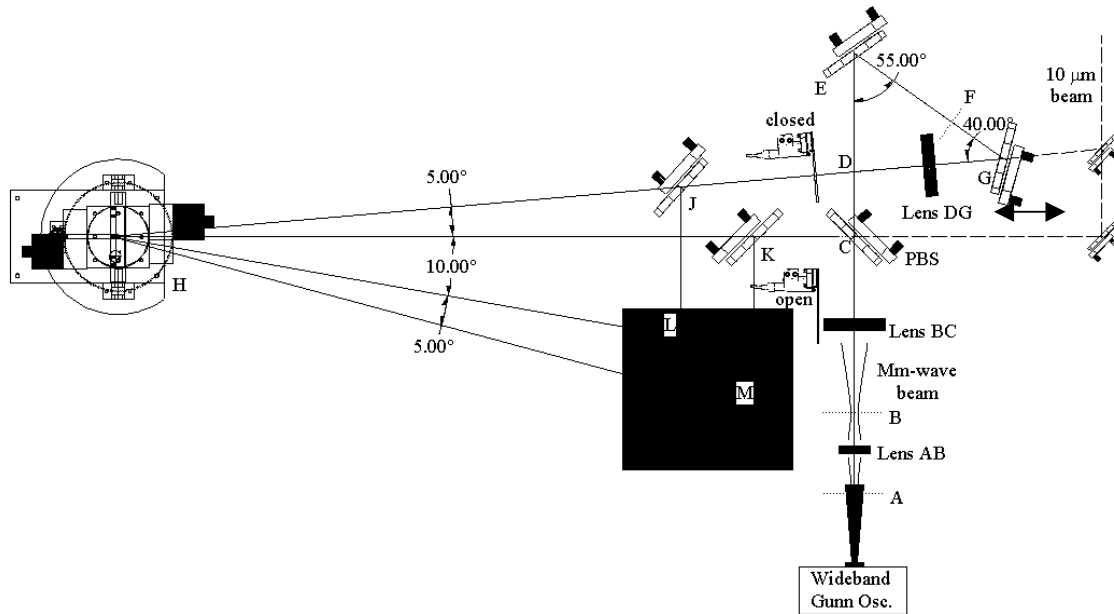 55.00°
E
F
10 μm
beam
closed
40.00°
D
G
5.00°
J
Lens DG
C
K
PBS
H
10.00°
open
L
Lens BC
5.00°
Mm-wave
beam
M
B
Lens AB
A
Wideband
Gunn Osc.